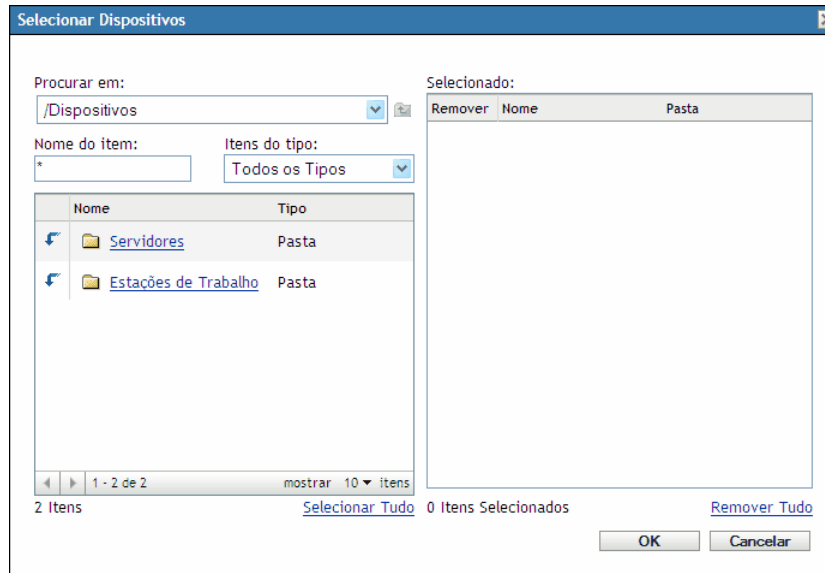 Selecionar Dispositivos
Procurar em:
/Dispositivos
Nome do item:
Itens do tipo:
*
Todos os Tipos
Nome
Tipo
Servidores
Pasta
Estações de Trabalho
Pasta
1 - 2 de 2
mostrar 10 itens
2 Itens
Selecionar Tudo
Selecionado:
Remover
Nome
Pasta
0 Itens Selecionados
Remover Tudo
OK
Cancelar